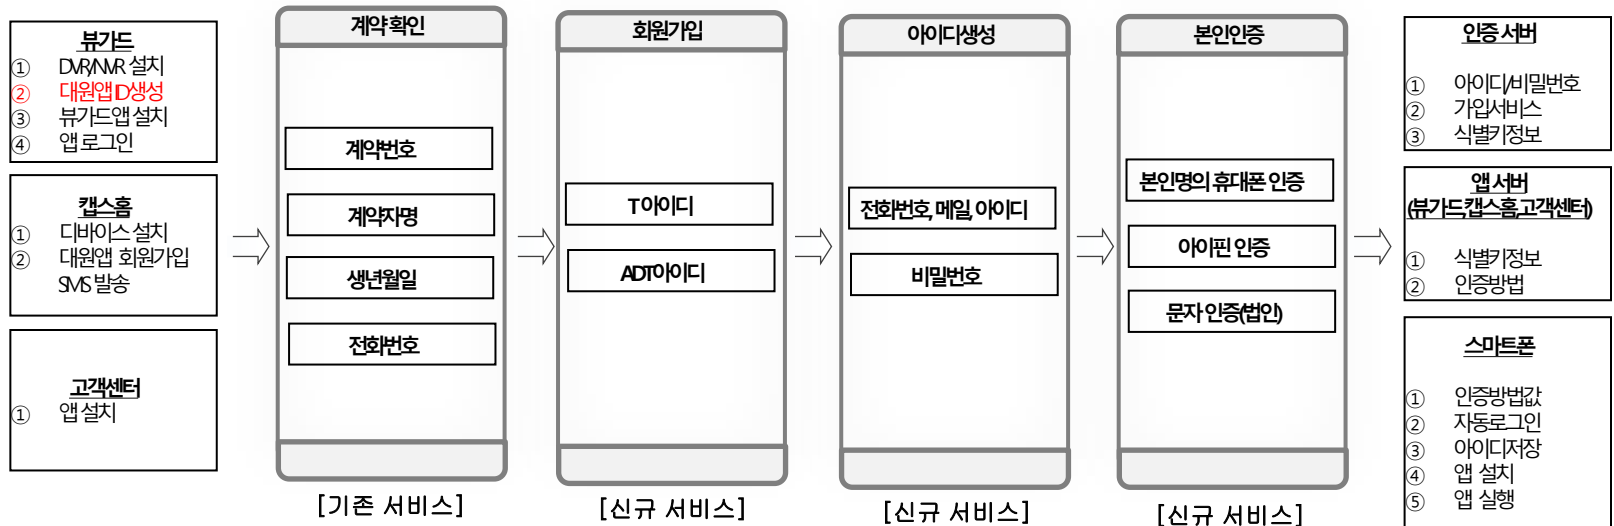 뷰가드
① DVR/NVR 설치
② 대원앱ID생성
③ 뷰가드앱 설치
④ 앱 로그인
캡스홈
① 디바이스 설치
② 대원앱 회원가입
SMS 발송
고객센터
① 앱 설치
계약 확인
계약번호
계약자명
생년월일
전화번호
[기존 서비스]
회원가입
T 아이디
ADT아이디
[신규 서비스]
아이디생성
전화번호, 메일, 아이디
비밀번호
[신규 서비스]
본인인증
본인명의 휴대폰 인증
아이핀 인증
문자 인증(법인)
[신규 서비스]
인증 서버
① 아이디/비밀번호
② 가입서비스
③ 식별키정보
앱 서버
(뷰가드,캡스홈,고객센터)
① 식별키정보
② 인증방법
스마트폰
① 인증방법값
② 자동로그인
③ 아이디저장
④ 앱 설치
⑤ 앱 실행